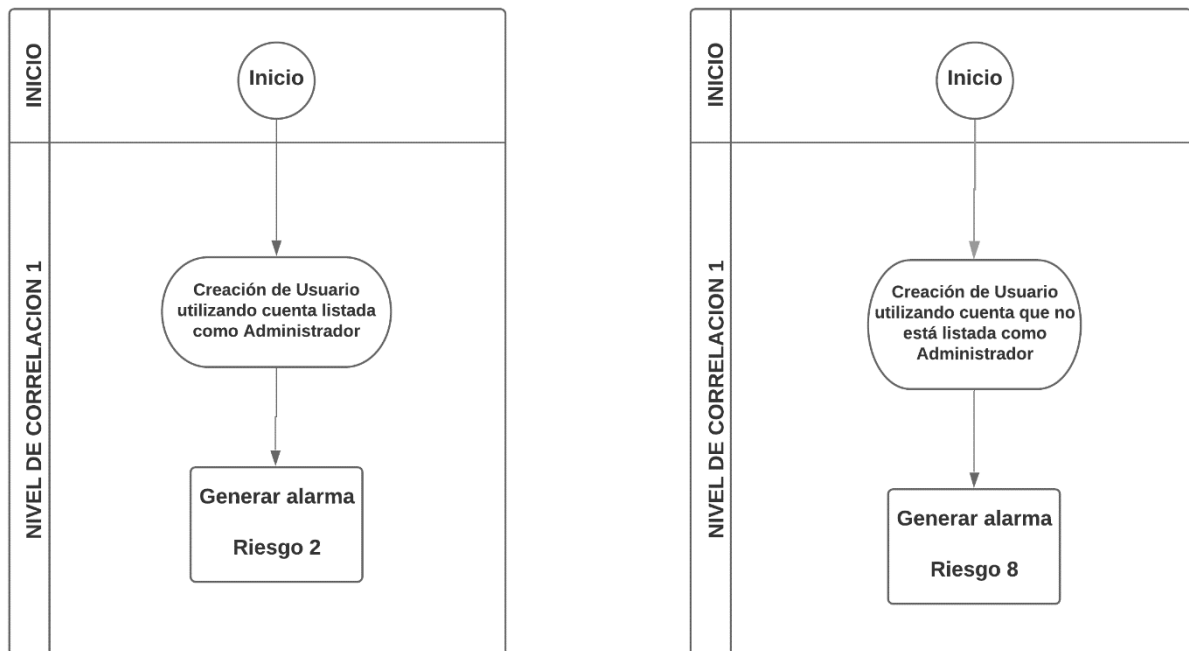 INICIO
Inicio
NIVEL DE CORRELACION 1
Creación de Usuario
utilizando cuenta listada
como Administrador
Generar alarma
Riesgo 2
INICIO
Inicio
NIVEL DE CORRELACION 1
Creación de Usuario
utilizando cuenta que no
está listada como
Administrador
Generar alarma
Riesgo 8